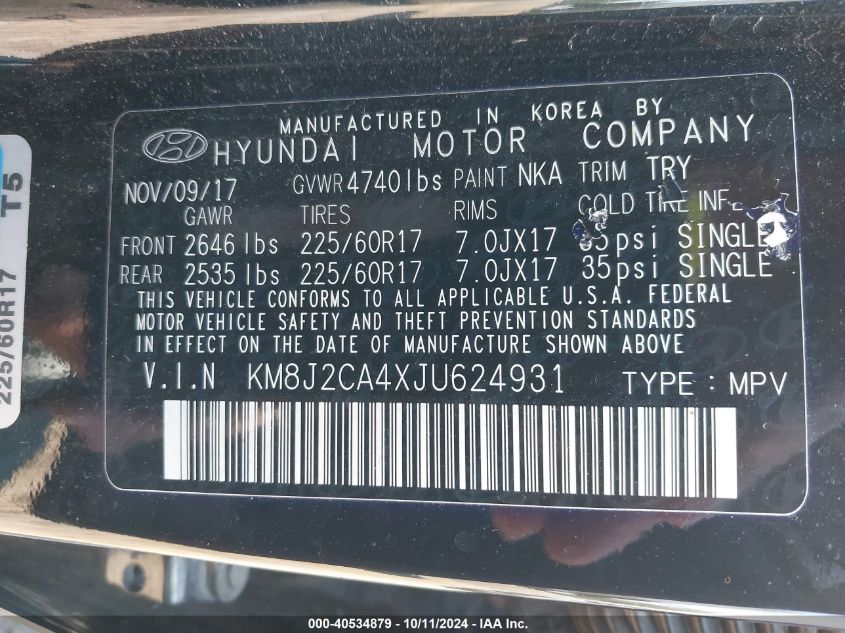 MANUFACTURED IN KOREA BY
HYUNDAI MOTOR COMPANY
NOV/09/17 GVWR 4740 lbs PAINT NKA TRIM TRY
GAWR TIRES RIMS COLD TIRE INF.
FRONT 2646 lbs 225/60R17 7.0JX17 35psi SINGLE
REAR 2535 lbs 225/60R17 7.0JX17 35psi SINGLE
THIS VEHICLE CONFORMS TO ALL APPLICABLE U.S.A. FEDERAL
MOTOR VEHICLE SAFETY AND THEFT PREVENTION STANDARDS
IN EFFECT ON THE DATE OF MANUFACTURE SHOWN ABOVE
V.I.N KM8J2CA4XJU624931 TYPE : MPV
225/60R17 T5
000-40534879 - 10/11/2024 - IAA Inc.